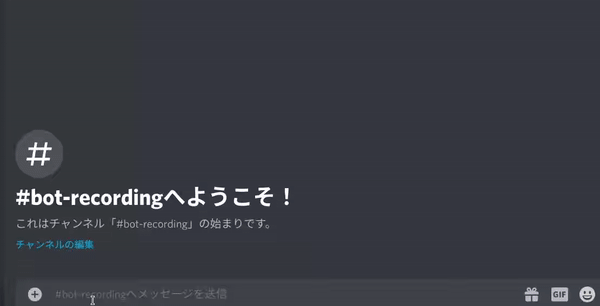 #bot-recordingへようこそ！
これはチャンネル「#bot-recording」の始まりです。
チャンネルの編集
#bot-recordingへメッセージを送信
GIF